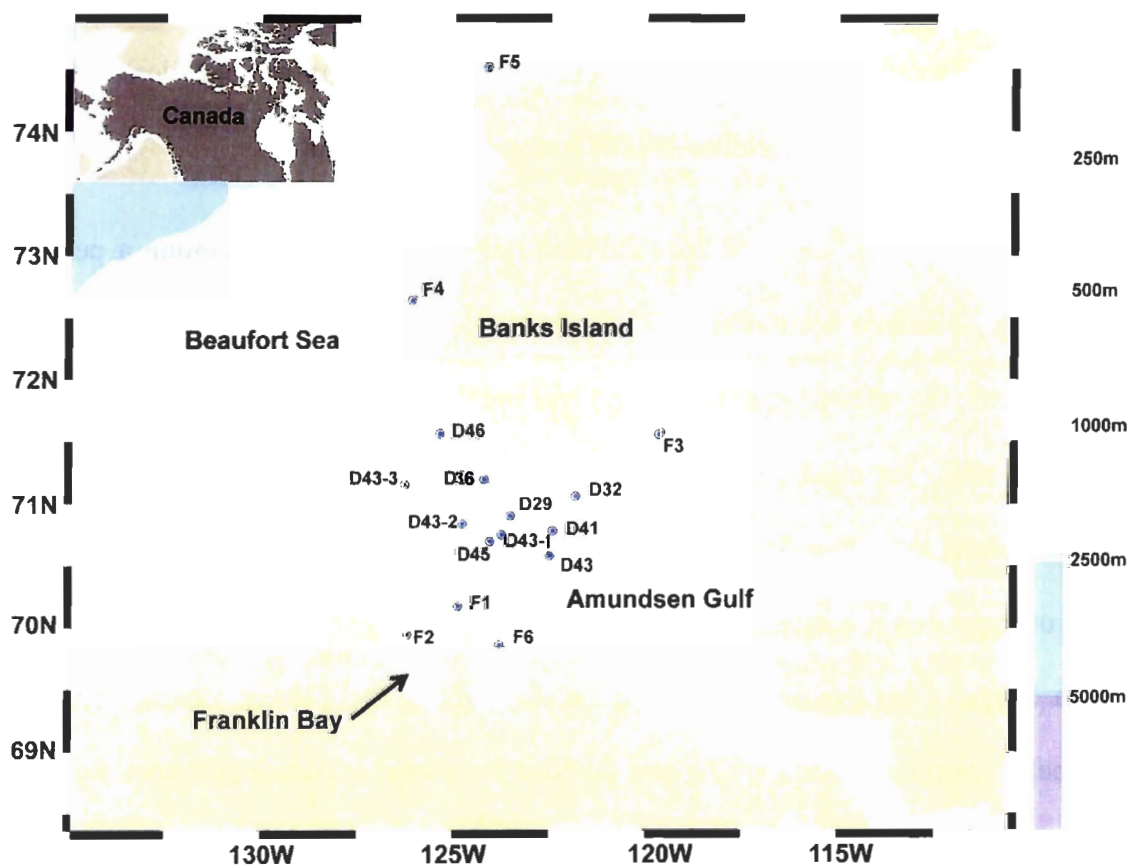 Canada
F5
74N
250m
73N
F4
500m
Beaufort Sea
Banks Island
72N
D46
1000m
F3
D43-3
D36
D32
71N
D29
D43-2
D41
D43-1
D45
D43
2500m
F1
Amundsen Gulf
70N
F2
F6
5000m
Franklin Bay
69N
130W
125W
120W
115W